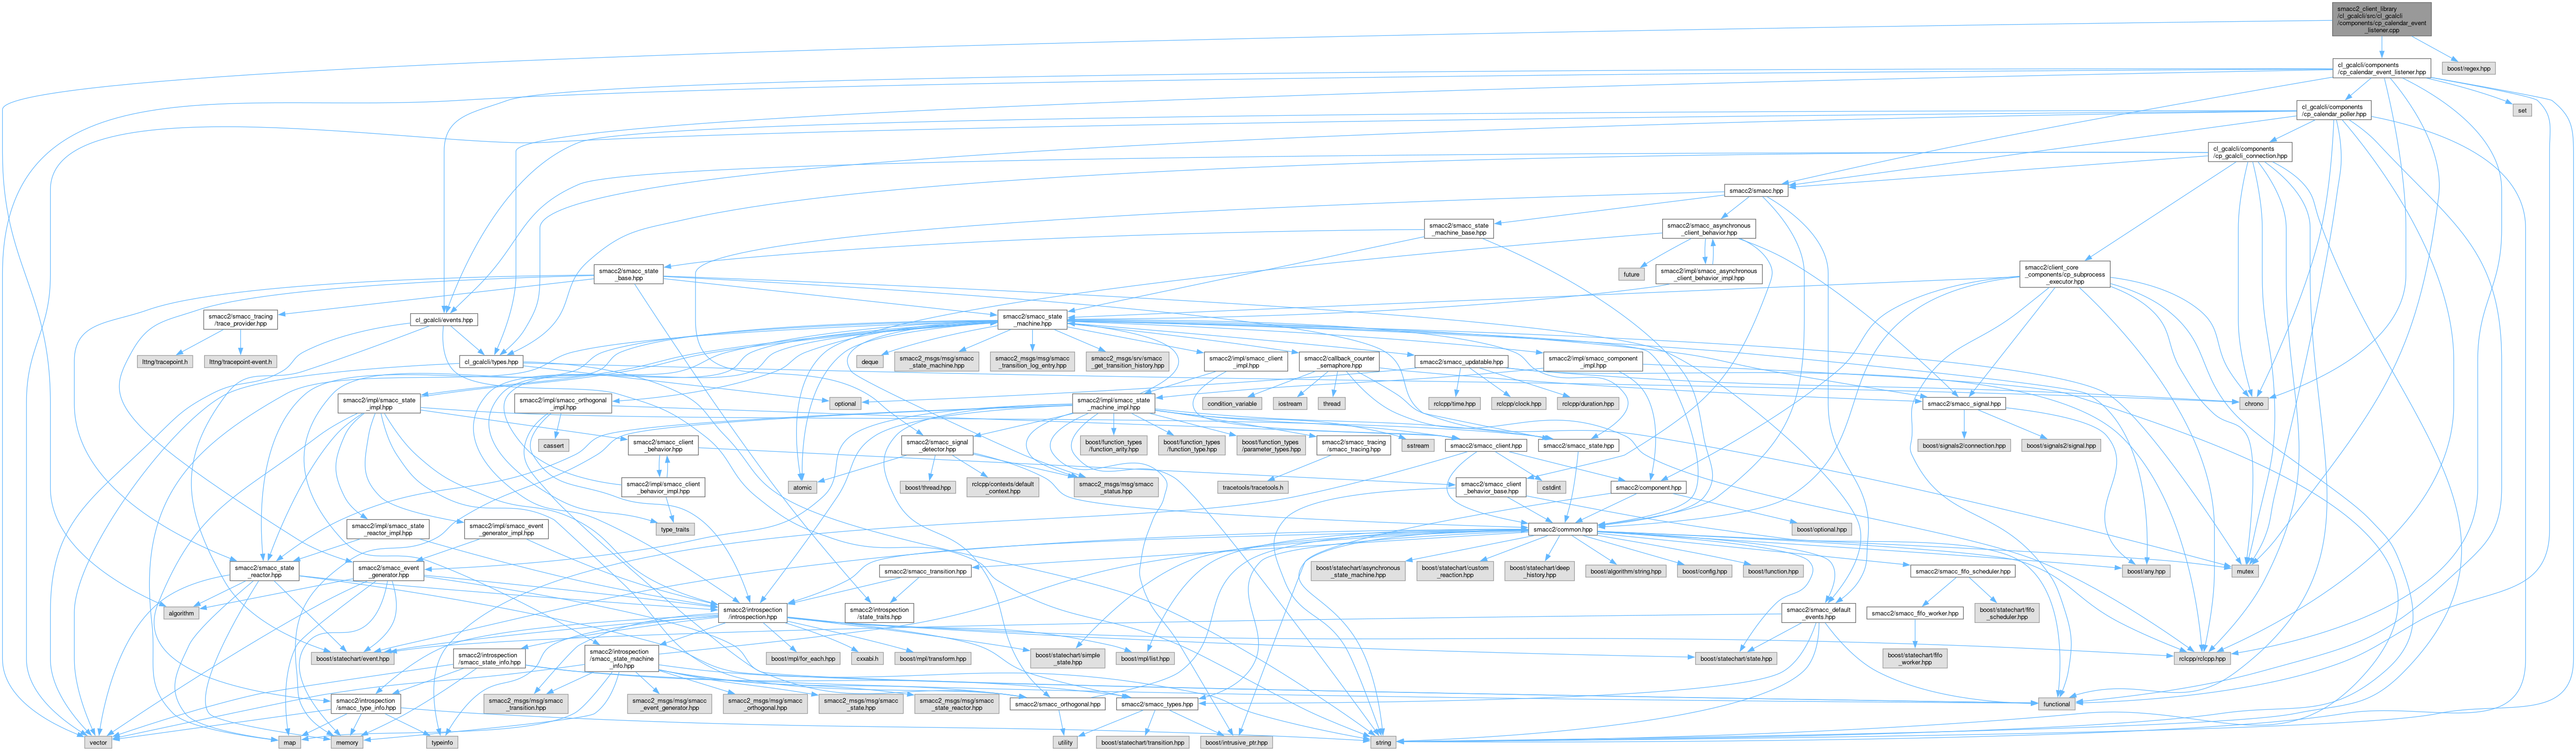 smacc2_client_library
/cl_gcalcli/src/cl_gcalcli
/components/cp_calendar_event
_listener.cpp
cl_gcalcli/components
/cp_calendar_event_listener.hpp
boost/regex.hpp
set
cl_gcalcli/components
/cp_calendar_poller.hpp
cl_gcalcli/components
/cp_gcalcli_connection.hpp
smacc2/smacc.hpp
smacc2/smacc_state
_machine_base.hpp
smacc2/smacc_asynchronous
_client_behavior.hpp
smacc2/smacc_state
_base.hpp
future
smacc2/impl/smacc_asynchronous
_client_behavior_impl.hpp
smacc2/client_core
_components/cp_subprocess
_executor.hpp
smacc2/smacc_tracing
/trace_provider.hpp
cl_gcalcli/events.hpp
smacc2/smacc_state
_machine.hpp
lttng/tracepoint.h
lttng/tracepoint-event.h
cl_gcalcli/types.hpp
deque
smacc2_msgs/msg/smacc
_state_machine.hpp
smacc2_msgs/msg/smacc
_transition_log_entry.hpp
smacc2_msgs/srv/smacc
_get_transition_history.hpp
smacc2/impl/smacc_client
_impl.hpp
smacc2/callback_counter
_semaphore.hpp
smacc2/smacc_updatable.hpp
smacc2/impl/smacc_component
_impl.hpp
smacc2/impl/smacc_state
_impl.hpp
smacc2/impl/smacc_orthogonal
_impl.hpp
optional
smacc2/impl/smacc_state
_machine_impl.hpp
condition_variable
iostream
thread
rclcpp/time.hpp
rclcpp/clock.hpp
rclcpp/duration.hpp
smacc2/smacc_signal.hpp
chrono
cassert
smacc2/smacc_client
_behavior.hpp
smacc2/smacc_signal
_detector.hpp
boost/function_types
/function_arity.hpp
boost/function_types
/function_type.hpp
boost/function_types
/parameter_types.hpp
smacc2/smacc_tracing
/smacc_tracing.hpp
sstream
smacc2/smacc_client.hpp
smacc2/smacc_state.hpp
boost/signals2/connection.hpp
boost/signals2/signal.hpp
smacc2/impl/smacc_client
_behavior_impl.hpp
atomic
boost/thread.hpp
rclcpp/contexts/default
_context.hpp
smacc2_msgs/msg/smacc
_status.hpp
tracetools/tracetools.h
smacc2/smacc_client
_behavior_base.hpp
cstdint
smacc2/component.hpp
smacc2/impl/smacc_state
_reactor_impl.hpp
smacc2/impl/smacc_event
_generator_impl.hpp
type_traits
smacc2/common.hpp
boost/optional.hpp
smacc2/smacc_state
_reactor.hpp
smacc2/smacc_event
_generator.hpp
smacc2/smacc_transition.hpp
boost/statechart/asynchronous
_state_machine.hpp
boost/statechart/custom
_reaction.hpp
boost/statechart/deep
_history.hpp
boost/algorithm/string.hpp
boost/config.hpp
boost/function.hpp
smacc2/smacc_fifo_scheduler.hpp
boost/any.hpp
mutex
algorithm
smacc2/introspection
/introspection.hpp
smacc2/introspection
/state_traits.hpp
smacc2/smacc_default
_events.hpp
smacc2/smacc_fifo_worker.hpp
boost/statechart/fifo
_scheduler.hpp
boost/statechart/event.hpp
smacc2/introspection
/smacc_state_info.hpp
smacc2/introspection
/smacc_state_machine
_info.hpp
boost/mpl/for_each.hpp
cxxabi.h
boost/mpl/transform.hpp
boost/statechart/simple
_state.hpp
boost/mpl/list.hpp
boost/statechart/state.hpp
boost/statechart/fifo
_worker.hpp
rclcpp/rclcpp.hpp
smacc2/introspection
/smacc_type_info.hpp
smacc2_msgs/msg/smacc
_transition.hpp
smacc2_msgs/msg/smacc
_event_generator.hpp
smacc2_msgs/msg/smacc
_orthogonal.hpp
smacc2_msgs/msg/smacc
_state.hpp
smacc2_msgs/msg/smacc
_state_reactor.hpp
smacc2/smacc_orthogonal.hpp
smacc2/smacc_types.hpp
functional
vector
map
memory
typeinfo
utility
boost/statechart/transition.hpp
boost/intrusive_ptr.hpp
string